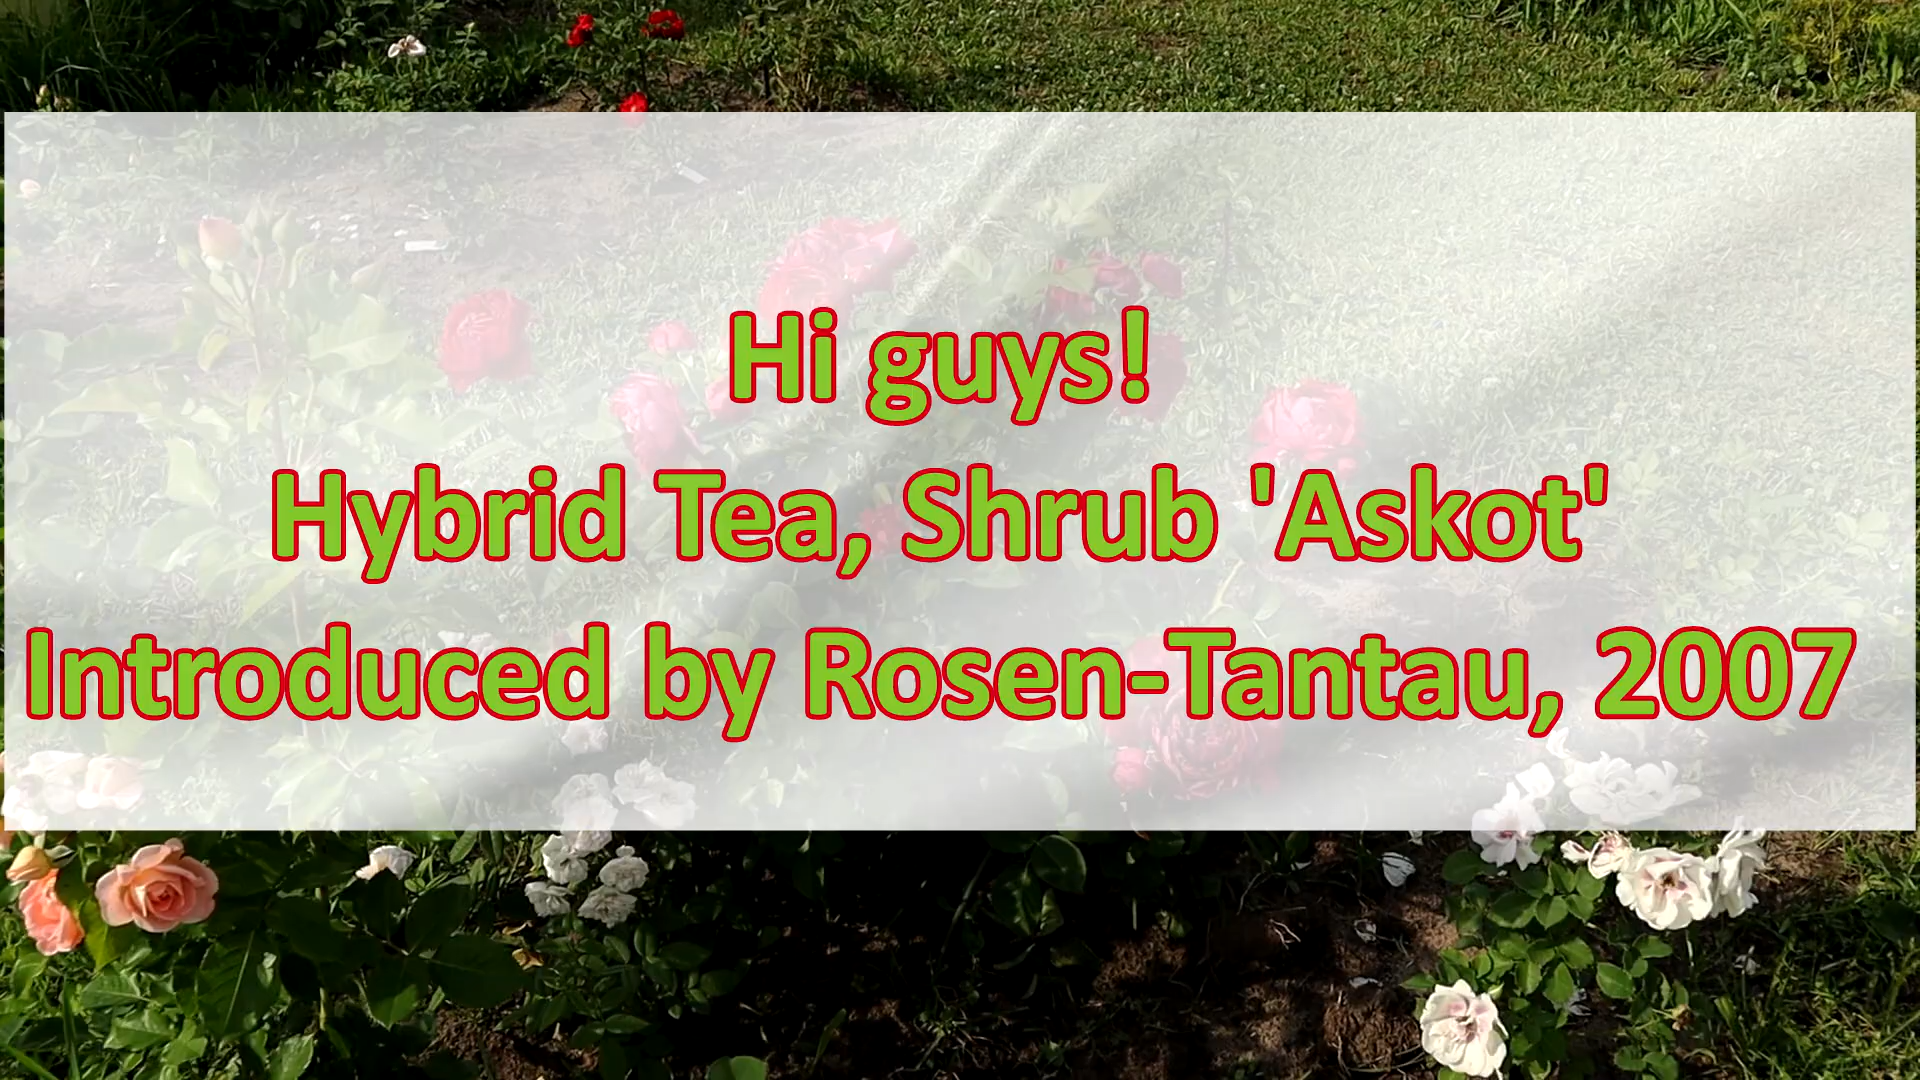 Hi guys!
Hybrid Tea, Shrub 'Askot'
Introduced by Rosen-Tantau, 2007